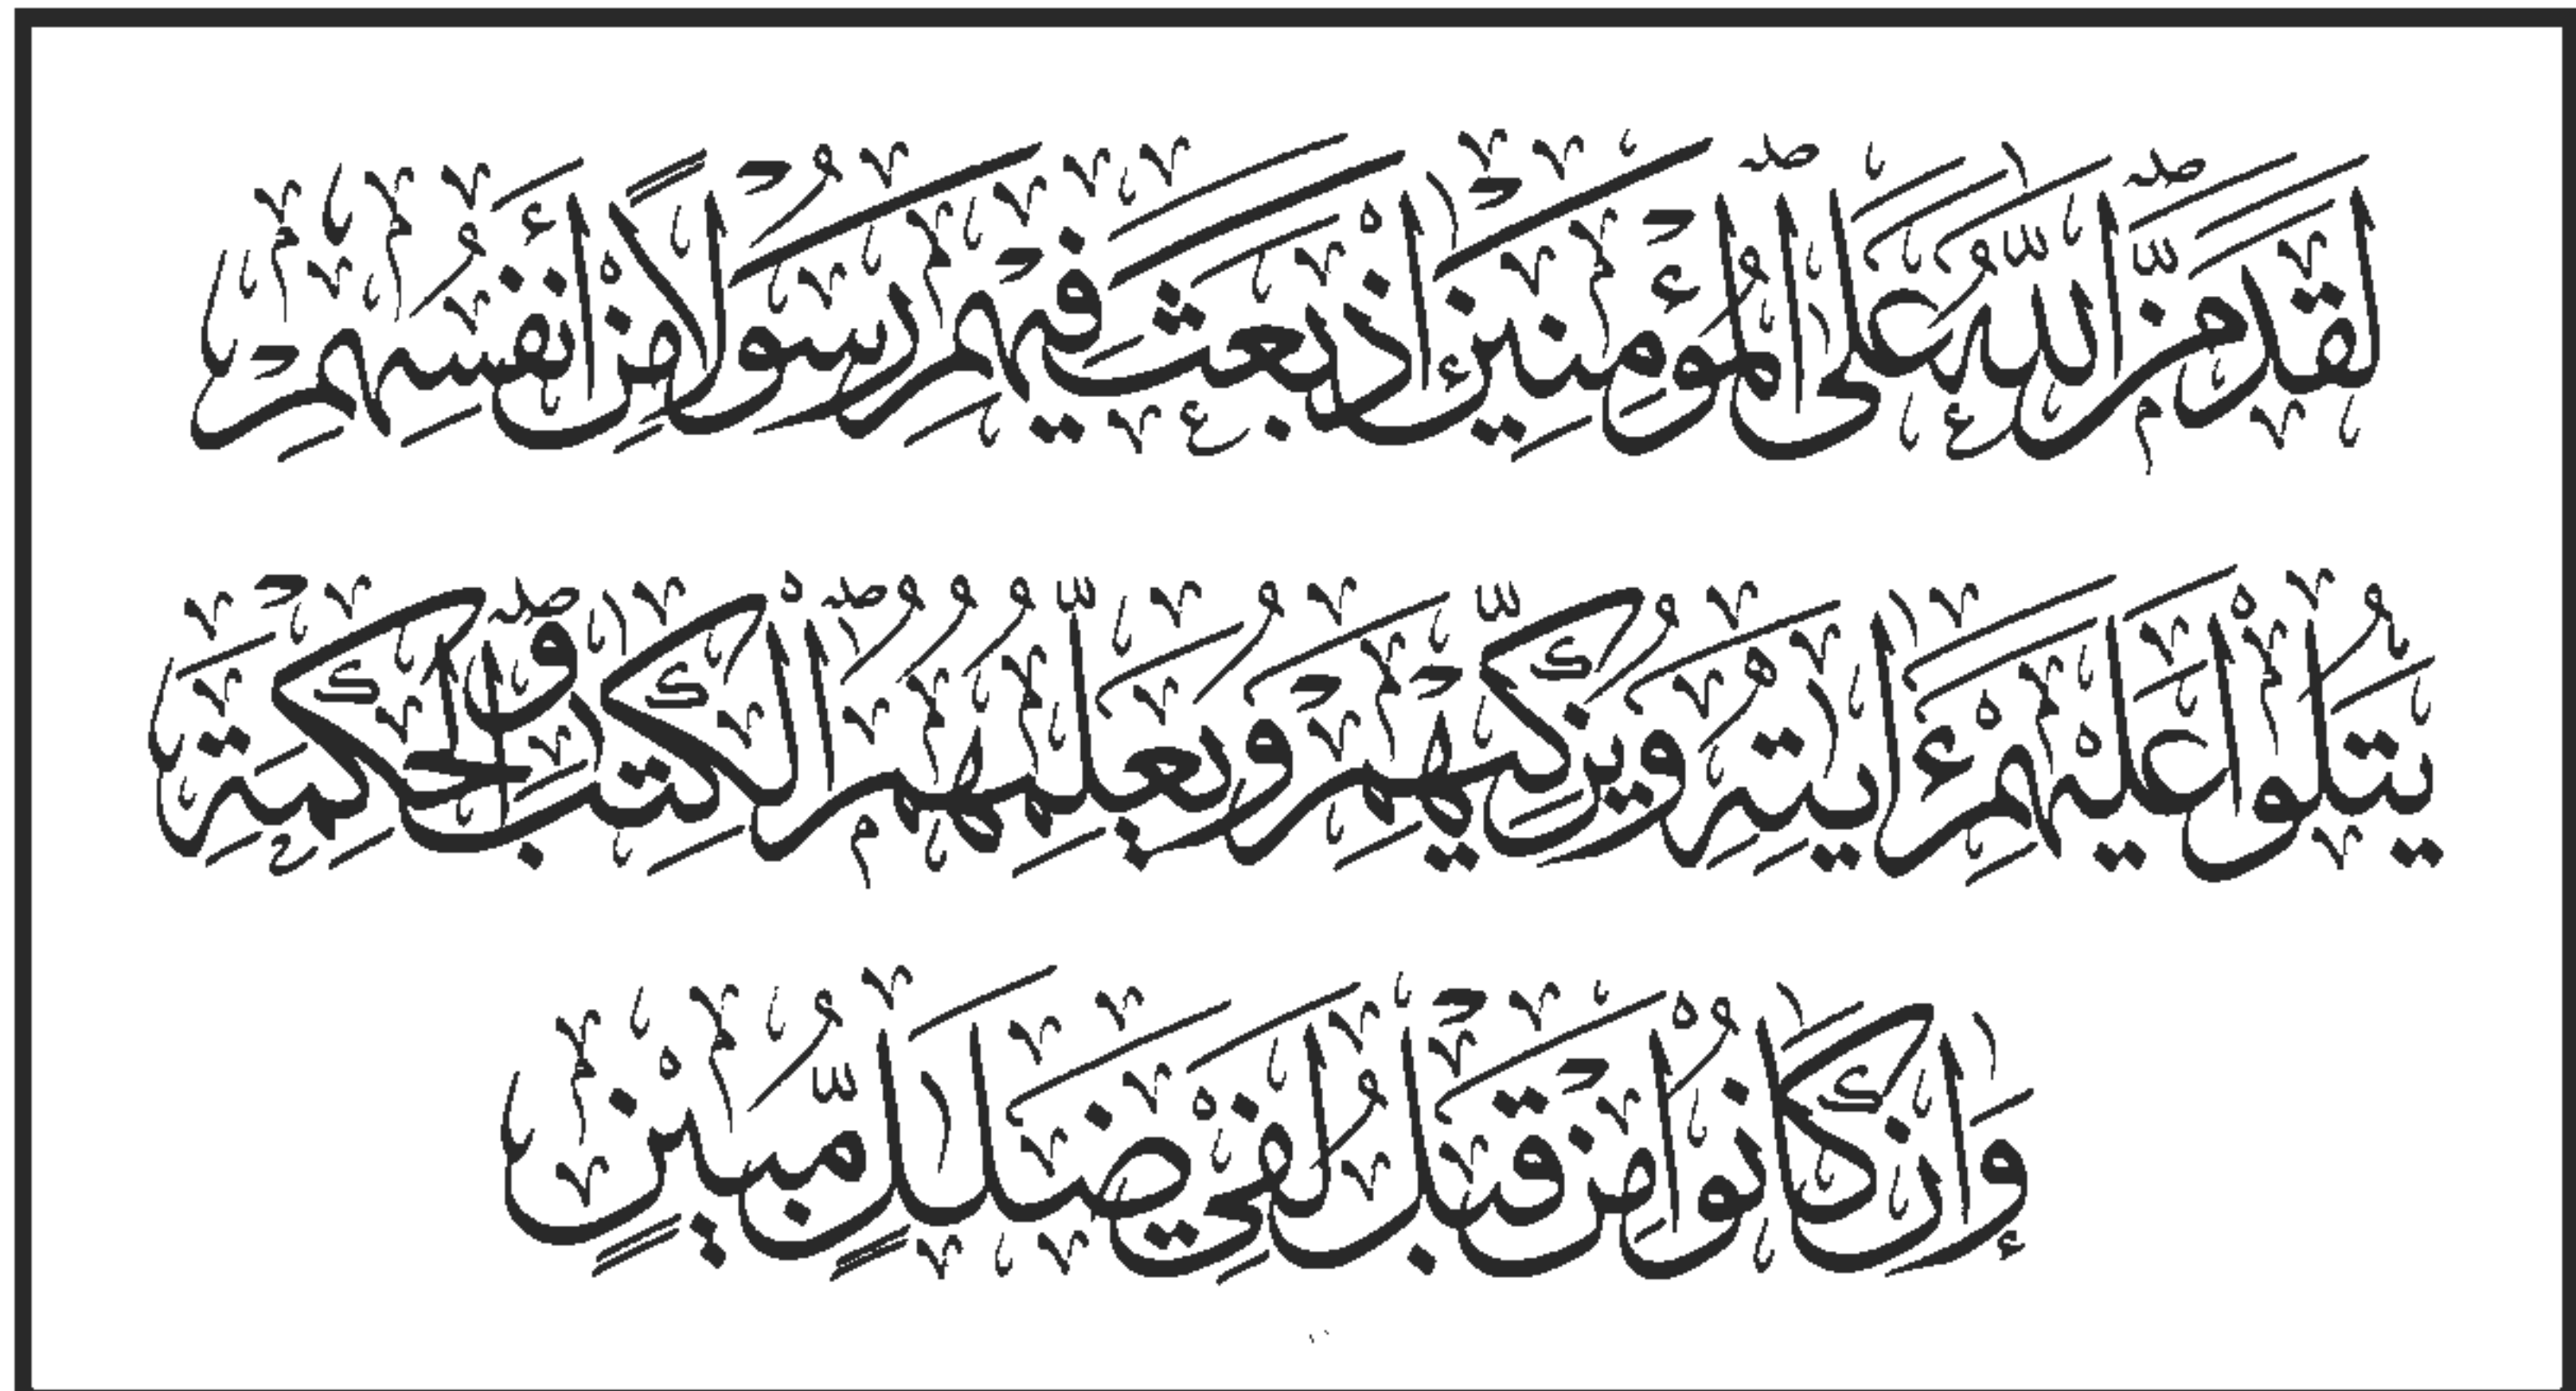 لَقَدْ مَنَّ ٱللَّهُ عَلَى ٱلْمُؤْمِنِينَ إِذْ بَعَثَ فِيهِمْ رَسُولًا مِّنْ أَنفُسِهِمْ
يَتْلُوا۟ عَلَيْهِمْ ءَايَٰتِهِۦ وَيُزَكِّيهِمْ وَيُعَلِّمُهُمُ ٱلْكِتَٰبَ وَٱلْحِكْمَةَ
وَإِن كَانُوا۟ مِن قَبْلُ لَفِى ضَلَٰلٍ مُّبِينٍ